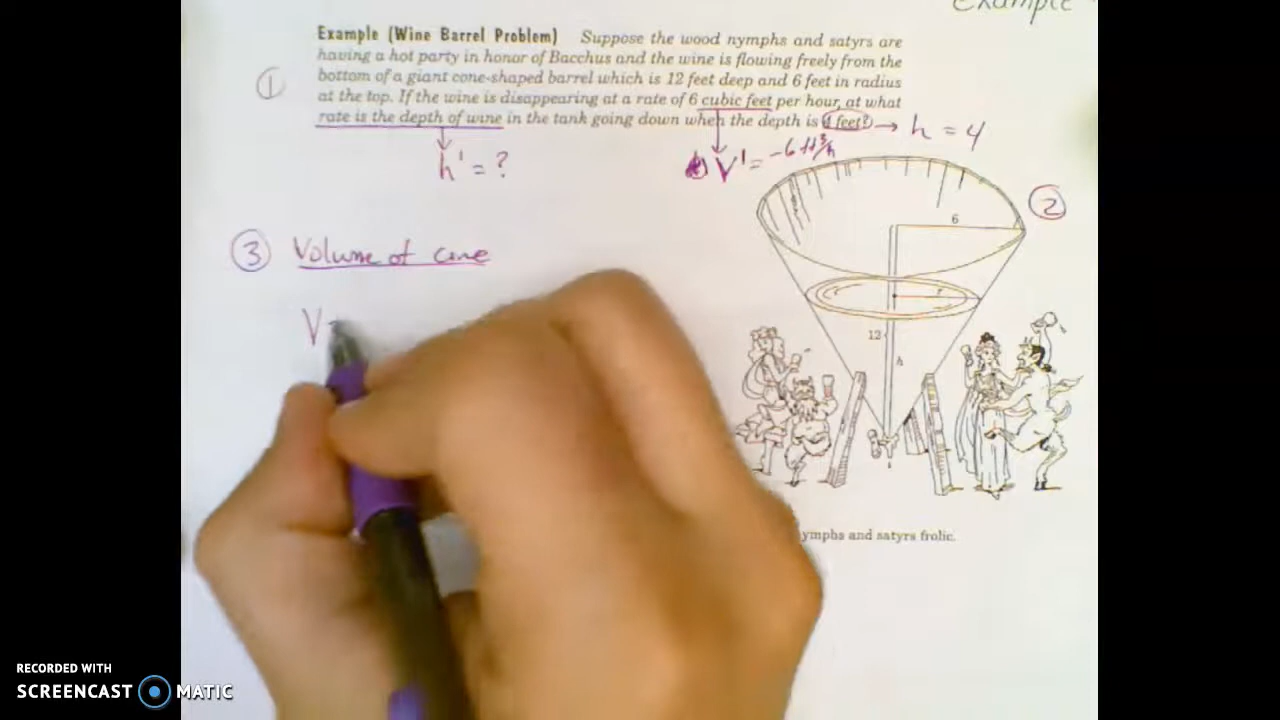 Example
Example (Wine Barrel Problem) Suppose the wood nymphs and satyrs are
having a hot party in honor of Bacchus and the wine is flowing freely from the
bottom of a giant cone-shaped barrel which is 12 feet deep and 6 feet in radius
at the top. If the wine is disappearing at a rate of 6 cubic feet per hour, at what
rate is the depth of wine in the tank going down when the depth is 4 feet? → h = 4
①
h' = ?
V' = -6 ft³/h
②
6
③ Volume of cone
r
V =
12
h
ymphs and satyrs frolic.
RECORDED WITH
SCREENCAST MATIC